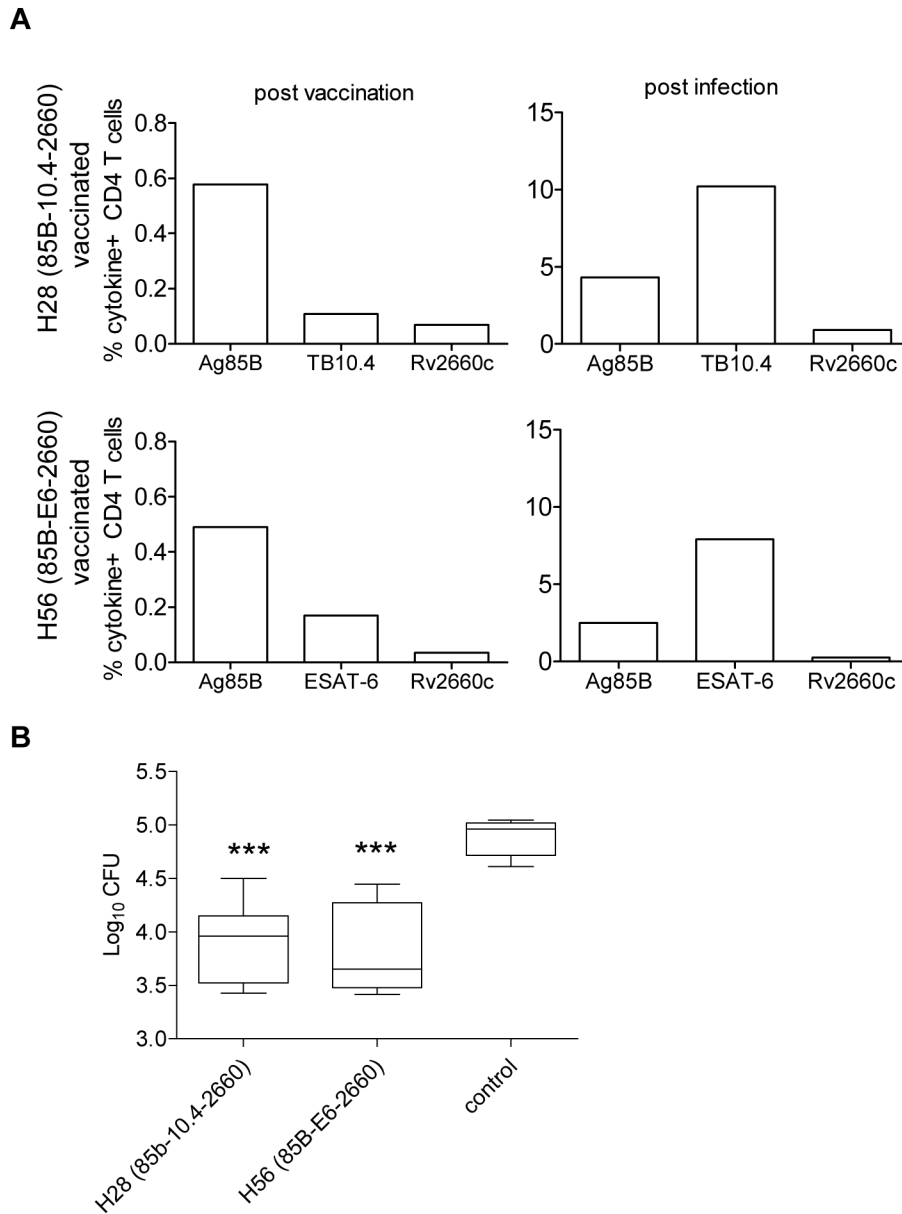 A
post vaccination
post infection
H28 (85B-10.4-2660)
vaccinated
% cytokine+ CD4 T cells
0.8
0.6
0.4
0.2
0.0
Ag85B TB10.4 Rv2660c
15
10
5
0
Ag85B TB10.4 Rv2660c
H56 (85B-E6-2660)
vaccinated
% cytokine+ CD4 T cells
0.8
0.6
0.4
0.2
0.0
Ag85B ESAT-6 Rv2660c
15
10
5
0
Ag85B ESAT-6 Rv2660c
B
Log₁₀ CFU
5.5
5.0
4.5
4.0
3.5
3.0
*** ***
H28 (85b-10.4-2660)
H56 (85B-E6-2660)
control